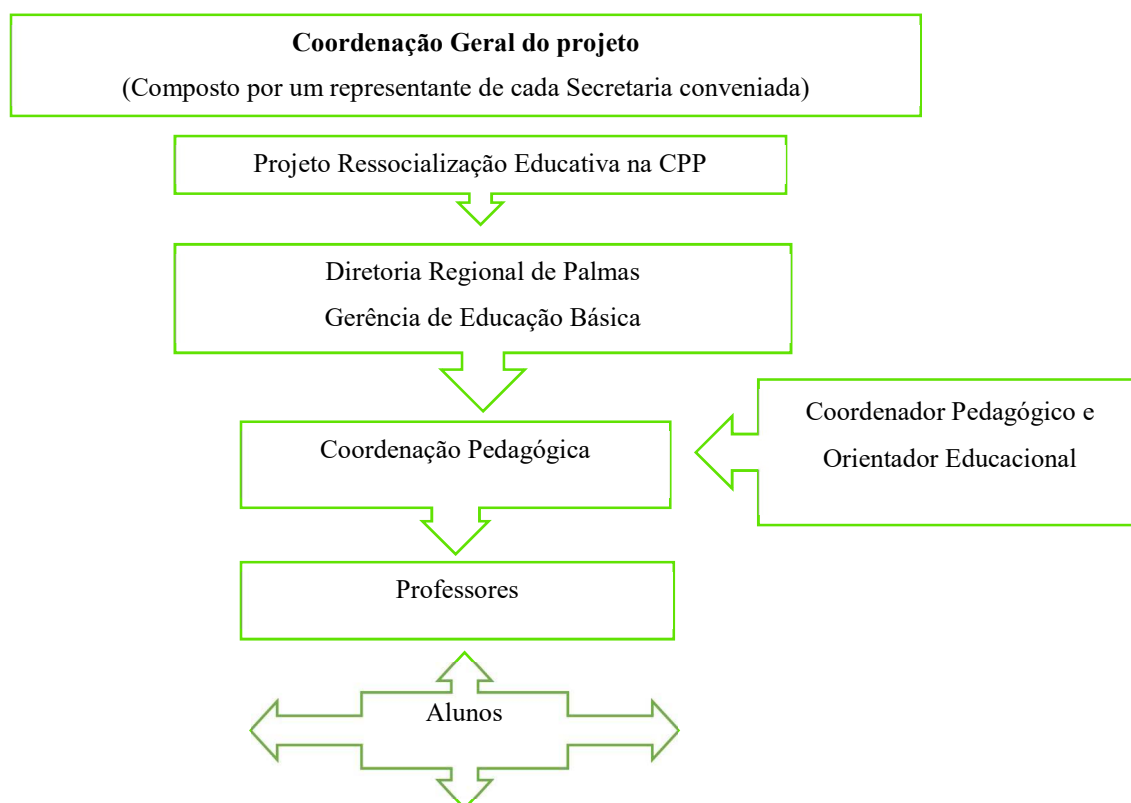 Coordenação Geral do projeto
(Composto por um representante de cada Secretaria conveniada)
Projeto Ressocialização Educativa na CPP
Diretoria Regional de Palmas
Gerência de Educação Básica
Coordenação Pedagógica
Coordenador Pedagógico e
Orientador Educacional
Professores
Alunos